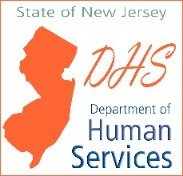 State of New Jersey
DHS
Department of
Human
Services